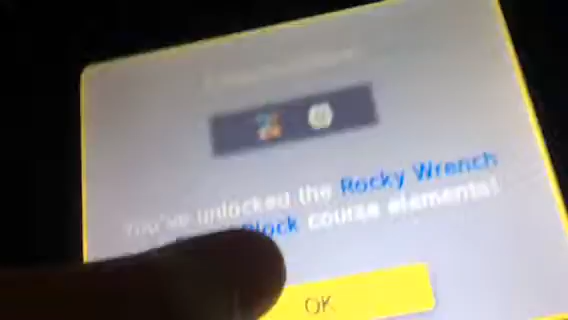 You've unlocked the Rocky Wrench
Block course elements!
OK